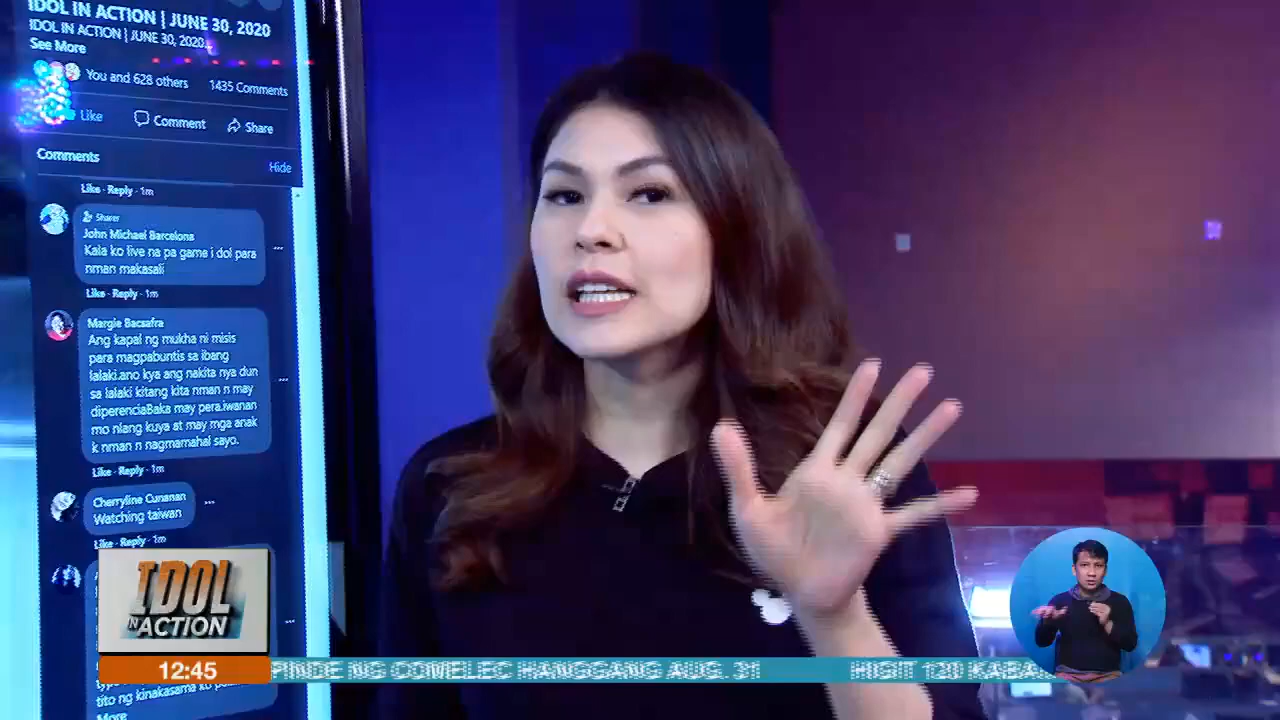 IDOL IN ACTION | JUNE 30, 2020
IDOL IN ACTION | JUNE 30, 2020...
See More
You and 628 others 1435 Comments
Like Comment Share
Comments Hide
Like · Reply · 1m
Sharer
John Michael Barcelona
Kala ko live na pa game i dol para
nman makasali
Like · Reply · 1m
Margie Bacsafra
Ang kapal ng mukha ni misis
para magpabuntis sa ibang
lalaki.ano kya ang nakita nya dun
sa lalaki kitang kita nman n may
diperenciaBaka may pera.iwanan
mo nlang kuya at may mga anak
k nman n nagmamahal sayo.
Like · Reply · 1m
Cherryline Cunanan
Watching taiwan
Like · Reply · 1m
IDOL
IN ACTION
12:45 PINDE NG COMELEC HANGGANG AUG. 31 HIGIT 120 KABA
tito ng kinakasama ko
More